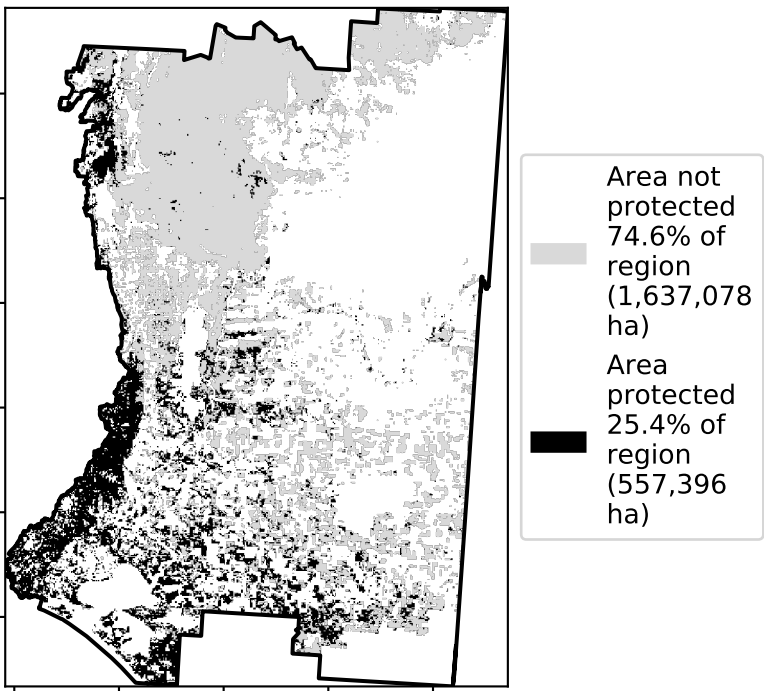 Area not
protected
74.6% of
region
(1,637,078
ha)
Area
protected
25.4% of
region
(557,396
ha)